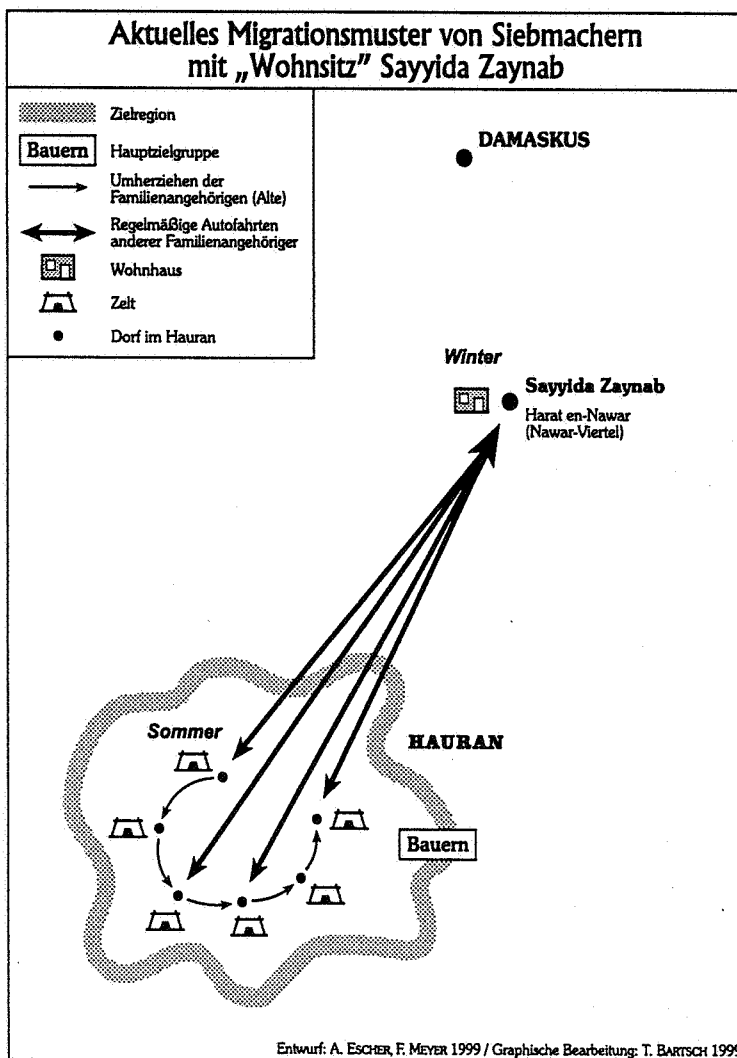 Aktuelles Migrationsmuster von Siebmachern
mit „Wohnsitz” Sayyida Zaynab
Zielregion
Bauern
Hauptzielgruppe
Umherziehen der
Familienangehörigen (Alte)
Regelmäßige Autofahrten
anderer Familienangehöriger
Wohnhaus
Zelt
Dorf im Hauran
DAMASKUS
Winter
Sayyida Zaynab
Harat en-Nawar
(Nawar-Viertel)
Sommer
HAURAN
Bauern
Entwurf: A. ESCHER, F. MEYER 1999 / Graphische Bearbeitung: T. BARTSCH 1999